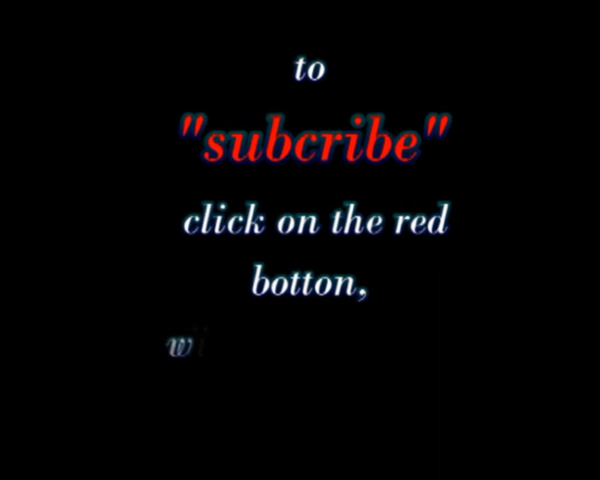 to
"subcribe"
click on the red
botton,